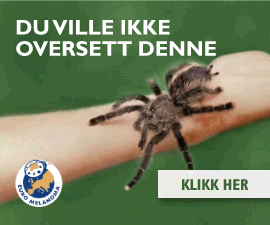 DU VILLE IKKE
OVERSETT DENNE
KLIKK HER
EURO MELANOMA